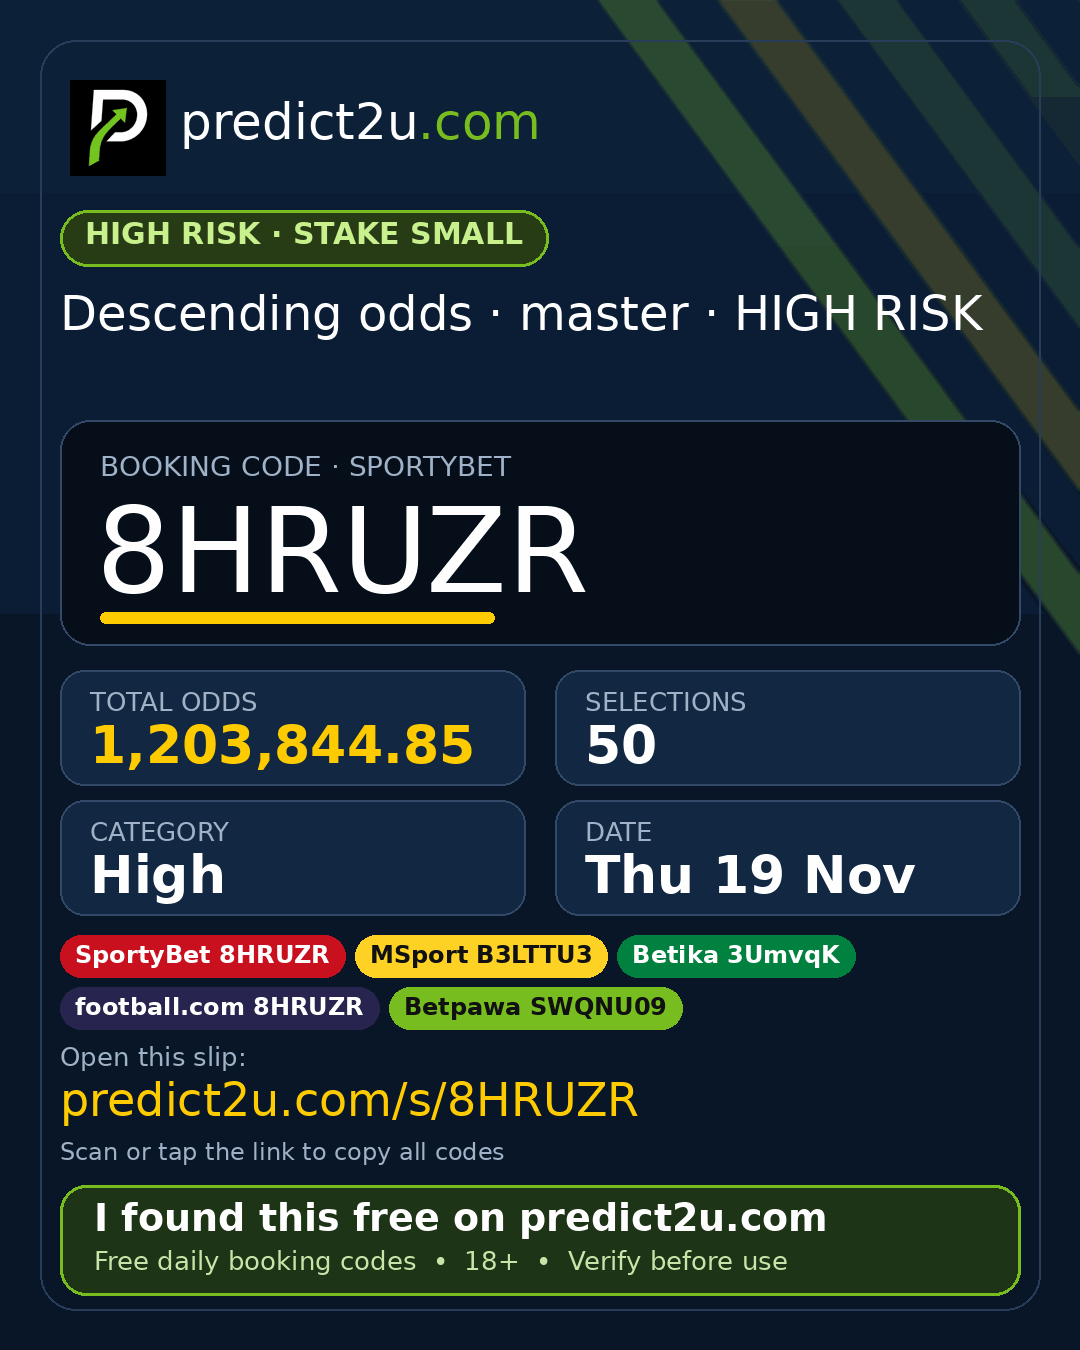 predict2u.com
HIGH RISK · STAKE SMALL
Descending odds · master · HIGH RISK
BOOKING CODE · SPORTYBET
8HRUZR
TOTAL ODDS
1,203,844.85
SELECTIONS
50
CATEGORY
High
DATE
Thu 19 Nov
SportyBet 8HRUZR
MSport B3LTTU3
Betika 3UmvqK
football.com 8HRUZR
Betpawa SWQNU09
Open this slip:
predict2u.com/s/8HRUZR
Scan or tap the link to copy all codes
I found this free on predict2u.com
Free daily booking codes • 18+ • Verify before use